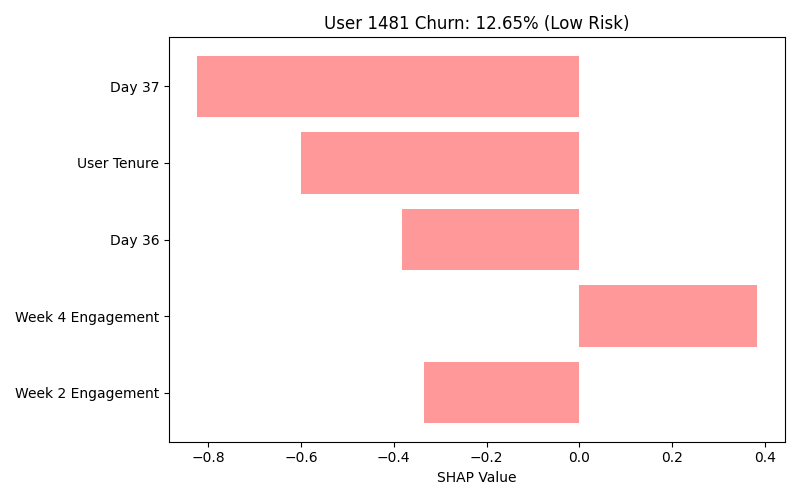 User 1481 Churn: 12.65% (Low Risk)
Day 37
User Tenure
Day 36
Week 4 Engagement
Week 2 Engagement
−0.8 −0.6 −0.4 −0.2 0.0 0.2 0.4
SHAP Value